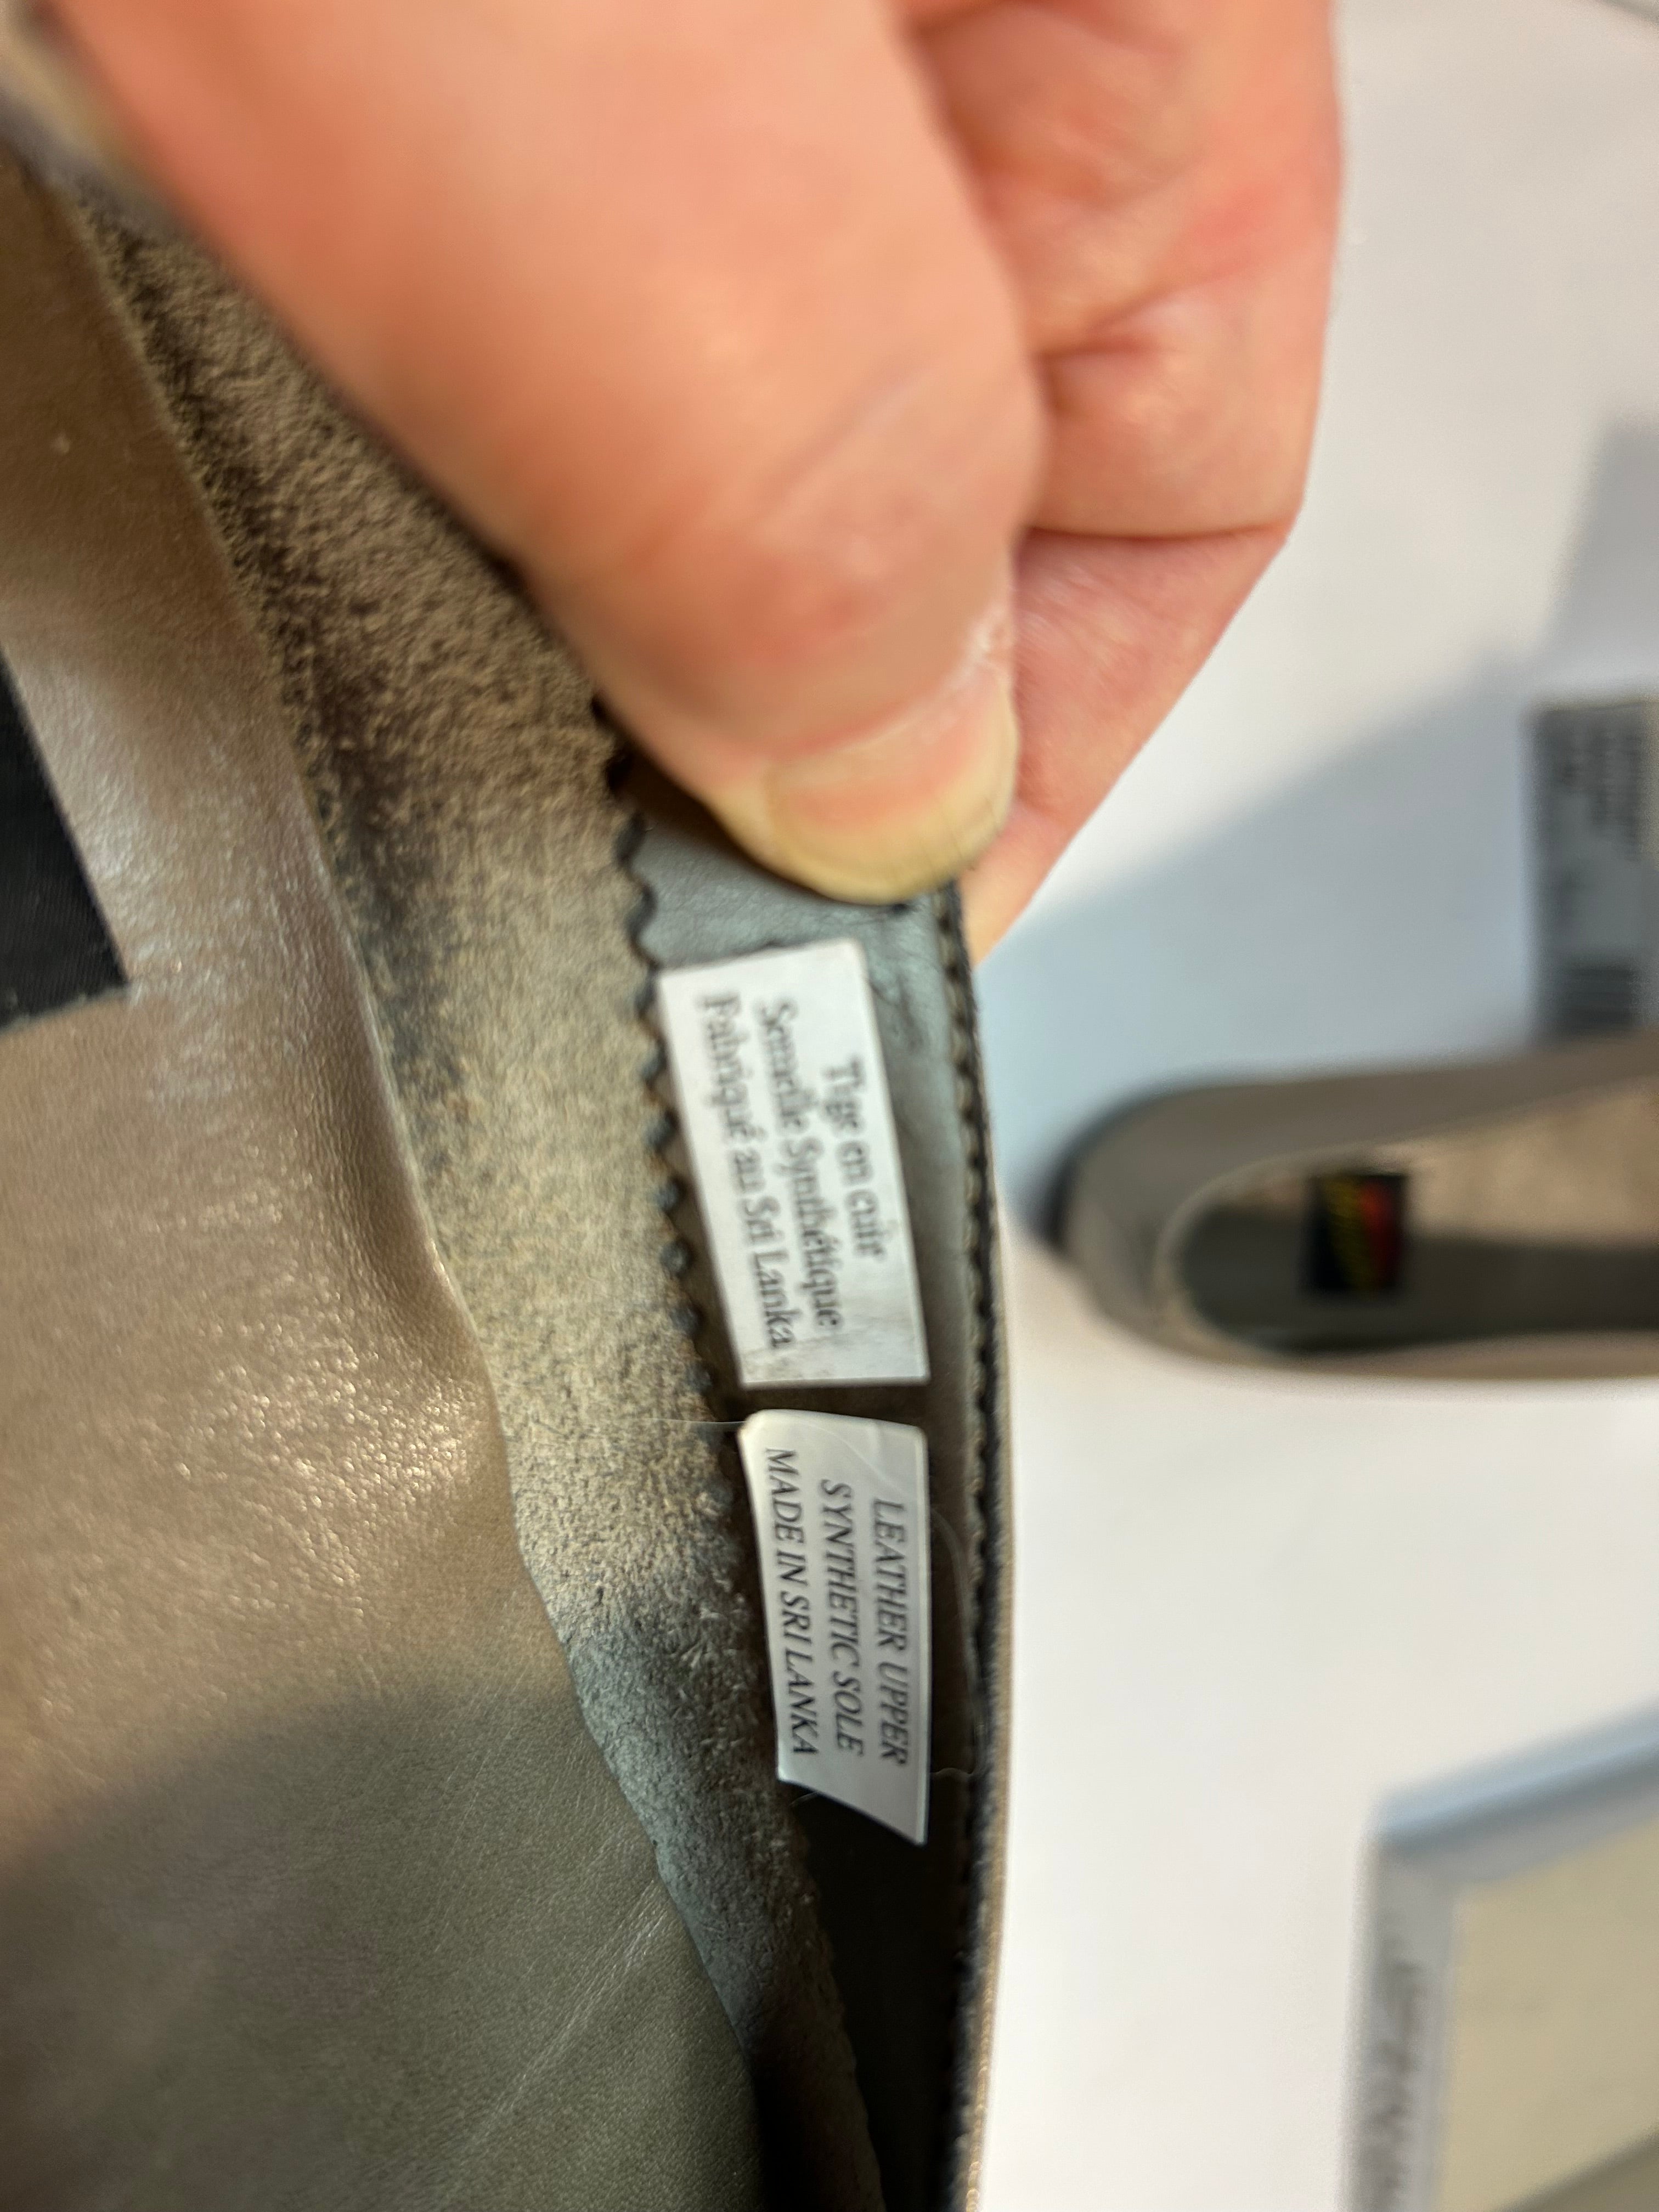 Tige en cuir
Semelle Synthétique
Fabriqué au Sri Lanka
LEATHER UPPER
SYNTHETIC SOLE
MADE IN SRI LANKA